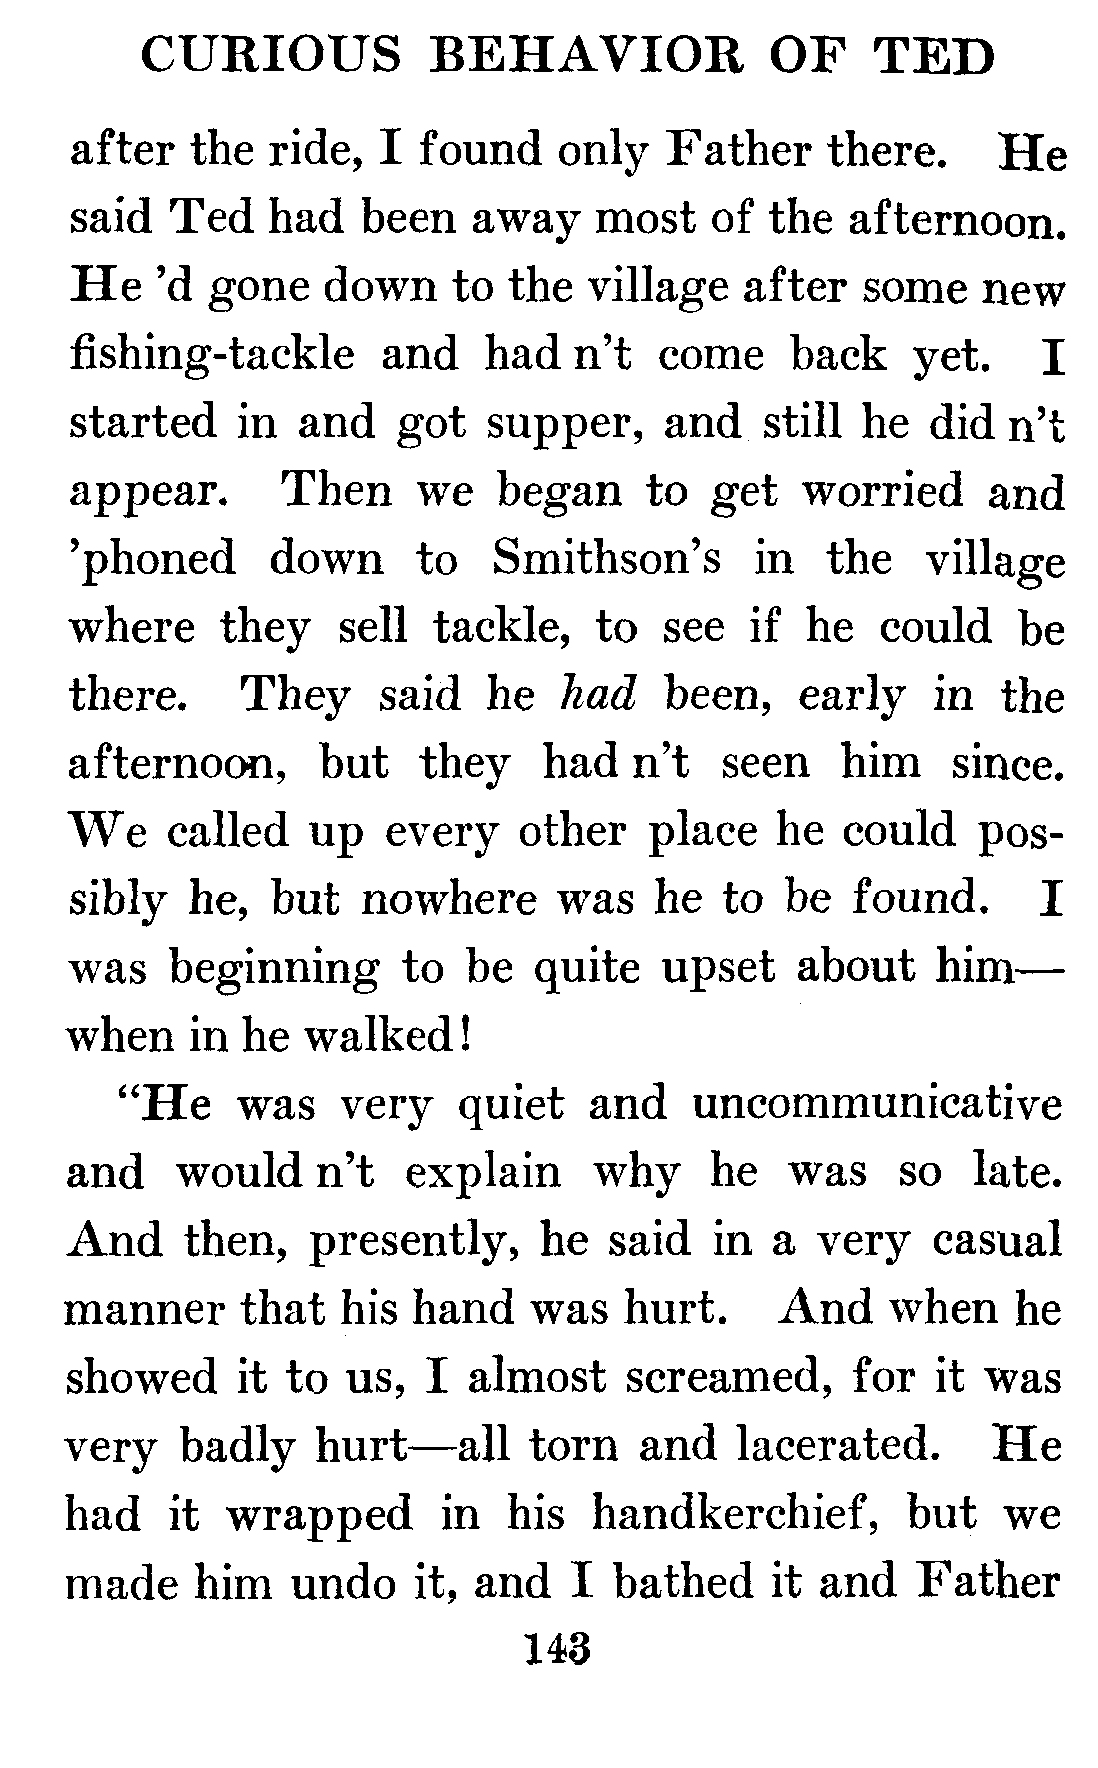 CURIOUS BEHAVIOR OF TED
after the ride, I found only Father there. He
said Ted had been away most of the afternoon.
He 'd gone down to the village after some new
fishing-tackle and had n't come back yet. I
started in and got supper, and still he did n't
appear. Then we began to get worried and
'phoned down to Smithson's in the village
where they sell tackle, to see if he could be
there. They said he had been, early in the
afternoon, but they had n't seen him since.
We called up every other place he could pos-
sibly he, but nowhere was he to be found. I
was beginning to be quite upset about him—
when in he walked!
"He was very quiet and uncommunicative
and would n't explain why he was so late.
And then, presently, he said in a very casual
manner that his hand was hurt. And when he
showed it to us, I almost screamed, for it was
very badly hurt—all torn and lacerated. He
had it wrapped in his handkerchief, but we
made him undo it, and I bathed it and Father
143